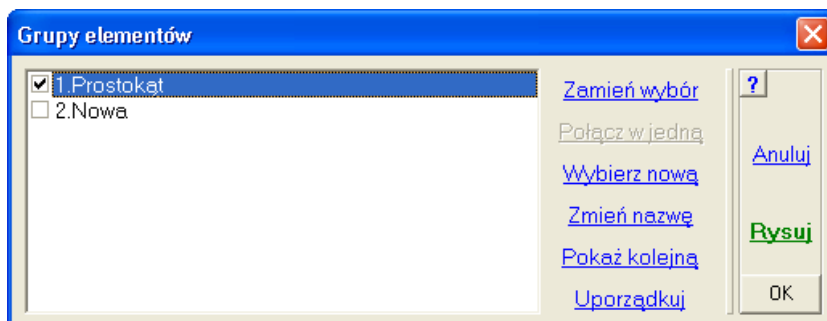 Grupy elementów
1.Prostokąt
2.Nowa
Zamień wybór
Połącz w jedną
Wybierz nową
Zmień nazwę
Pokaż kolejną
Uporządkuj
?
Anuluj
Rysuj
OK